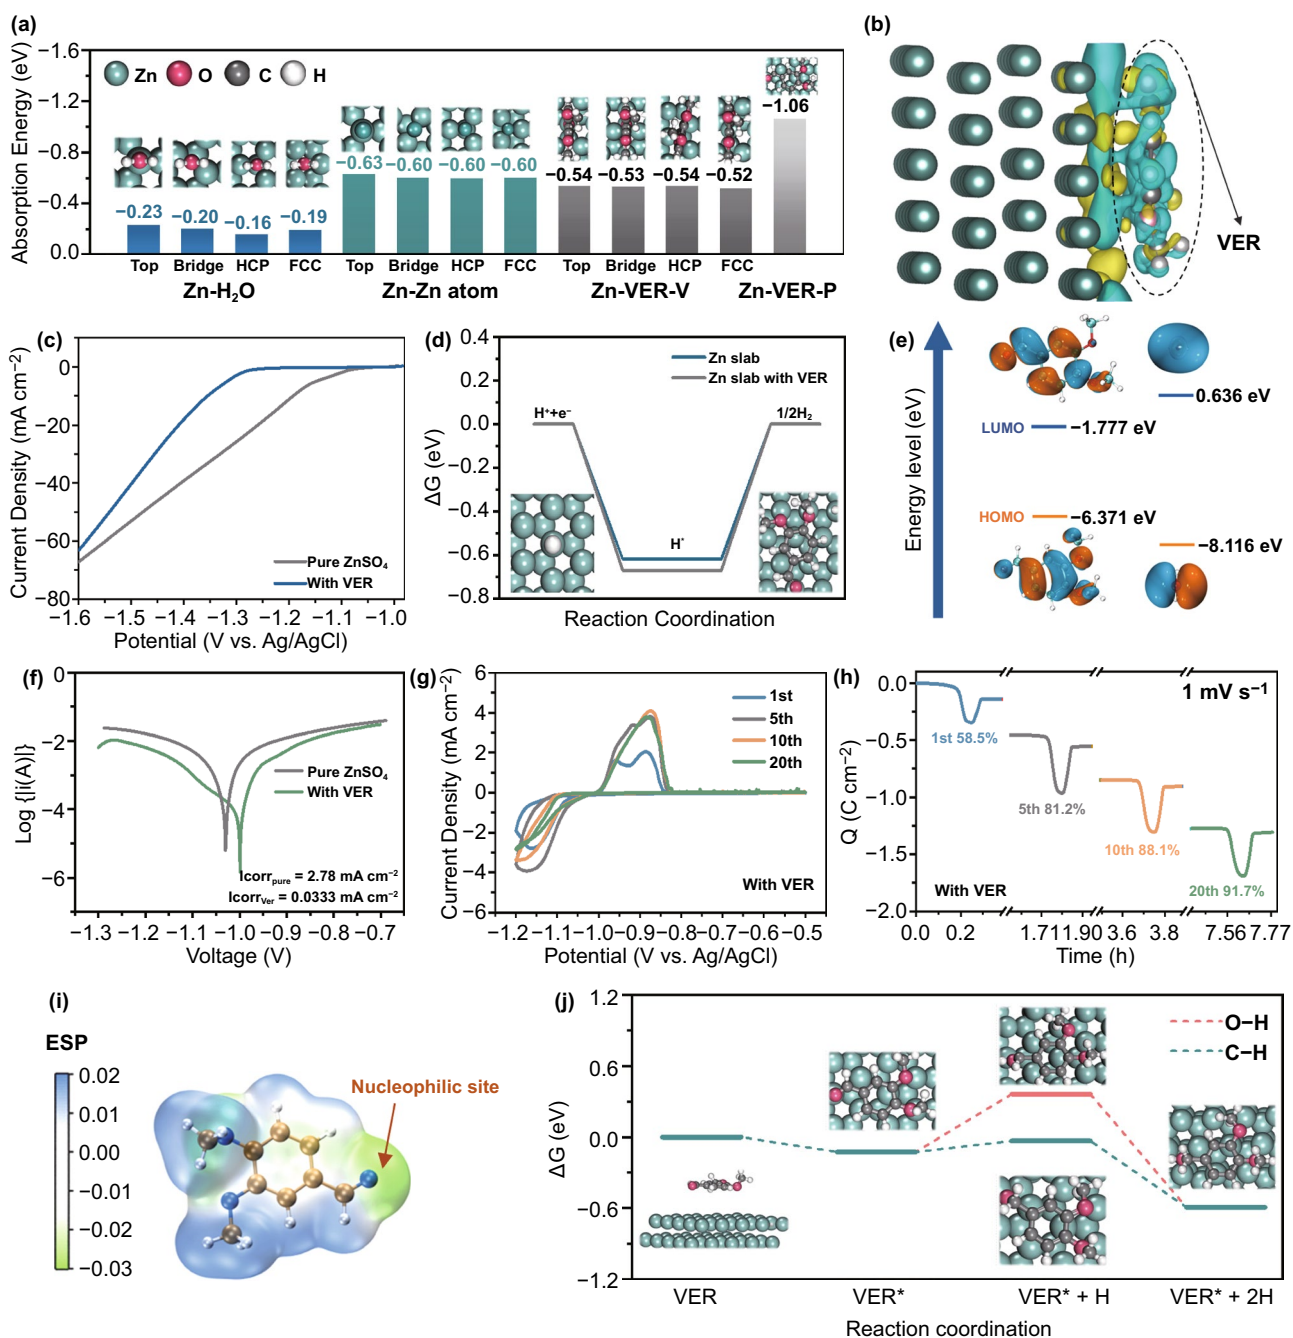 (a)
Absorption Energy (eV)
−1.6
−1.2
−0.8
−0.4
0.0
Zn O C H
−0.23 −0.20 −0.16 −0.19
−0.63 −0.60 −0.60 −0.60
−0.54 −0.53 −0.54 −0.52
−1.06
Top Bridge HCP FCC Top Bridge HCP FCC Top Bridge HCP FCC
Zn-H₂O Zn-Zn atom Zn-VER-V Zn-VER-P
(b)
VER
(c)
Current Density (mA cm⁻²)
0
−20
−40
−60
−80
Pure ZnSO₄
With VER
−1.6 −1.5 −1.4 −1.3 −1.2 −1.1 −1.0
Potential (V vs. Ag/AgCl)
(d)
ΔG (eV)
0.4
0.2
0.0
−0.2
−0.4
−0.6
−0.8
Zn slab
Zn slab with VER
H⁺+e⁻
1/2H₂
H*
Reaction Coordination
(e)
Energy level (eV)
0.636 eV
LUMO −1.777 eV
HOMO −6.371 eV
−8.116 eV
(f)
Log {|i(A)|}
0
−2
−4
−6
Pure ZnSO₄
With VER
Icorr_pure = 2.78 mA cm⁻²
Icorr_Ver = 0.0333 mA cm⁻²
−1.3 −1.2 −1.1 −1.0 −0.9 −0.8 −0.7
Voltage (V)
(g)
Current Density (mA cm⁻²)
6
4
2
0
−2
−4
−6
1st
5th
10th
20th
With VER
−1.2 −1.1 −1.0 −0.9 −0.8 −0.7 −0.6 −0.5
Potential (V vs. Ag/AgCl)
(h)
Q (C cm⁻²)
0.0
−0.5
−1.0
−1.5
−2.0
1 mV s⁻¹
1st 58.5%
5th 81.2%
10th 88.1%
20th 91.7%
With VER
0.0 0.2 1.71 1.90 3.6 3.8 7.56 7.77
Time (h)
(i)
ESP
0.02
0.01
0.00
−0.01
−0.02
−0.03
Nucleophilic site
(j)
ΔG (eV)
1.2
0.6
0.0
−0.6
−1.2
O−H
C−H
VER VER* VER* + H VER* + 2H
Reaction coordination